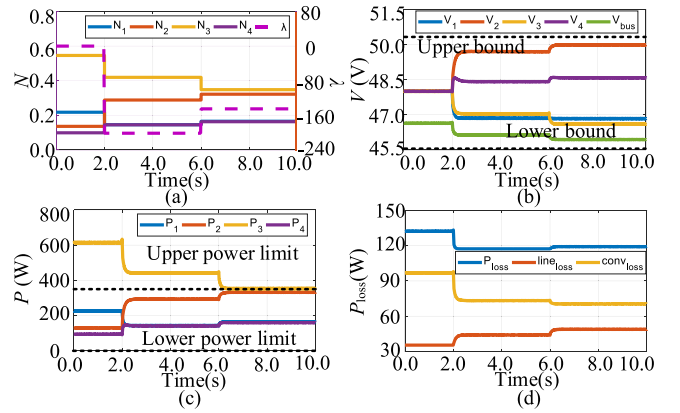 N₁ N₂ N₃ N₄ λ
0.8
0.6
0.4
0.2
0.0
N
80
0
-80
-160
-240
λ
0.0 2.0 4.0 6.0 8.0 10.0
Time(s)
(a)
V₁ V₂ V₃ V₄ V_bus
51.5
50.0
48.5
47.0
45.5
V (V)
Upper bound
Lower bound
0.0 2.0 4.0 6.0 8.0 10.0
Time(s)
(b)
P₁ P₂ P₃ P₄
800
600
400
200
0
P (W)
Upper power limit
Lower power limit
0.0 2.0 4.0 6.0 8.0 10.0
Time(s)
(c)
150
120
90
60
30
P_loss(W)
P_loss line_loss conv_loss
0.0 2.0 4.0 6.0 8.0 10.0
Time(s)
(d)